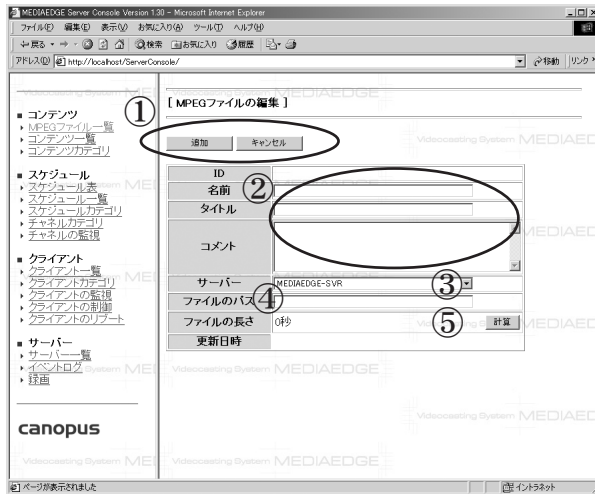 MEDIAEDGE Server Console Version 1.30 - Microsoft Internet Explorer
ファイル(F) 編集(E) 表示(V) お気に入り(A) ツール(T) ヘルプ(H)
戻る 検索 お気に入り 履歴
アドレス(D) http://localhost/ServerConsole/ 移動 リンク
[ MPEGファイルの編集 ]
①
追加 キャンセル
■ コンテンツ
MPEGファイル一覧
コンテンツ一覧
コンテンツカテゴリ
■ スケジュール
スケジュール表
スケジュール一覧
スケジュールカテゴリ
チャネルカテゴリ
チャネルの監視
■ クライアント
クライアント一覧
クライアントカテゴリ
クライアントの監視
クライアントの制御
クライアントのリブート
■ サーバー
サーバー一覧
イベントログ
録画
canopus
ID
名前 ②
タイトル
コメント
サーバー MEDIAEDGE-SVR ③
ファイルのパス ④
ファイルの長さ 0秒 ⑤ 計算
更新日時
Videocasting System MEDIAEDGE
ページが表示されました イントラネット